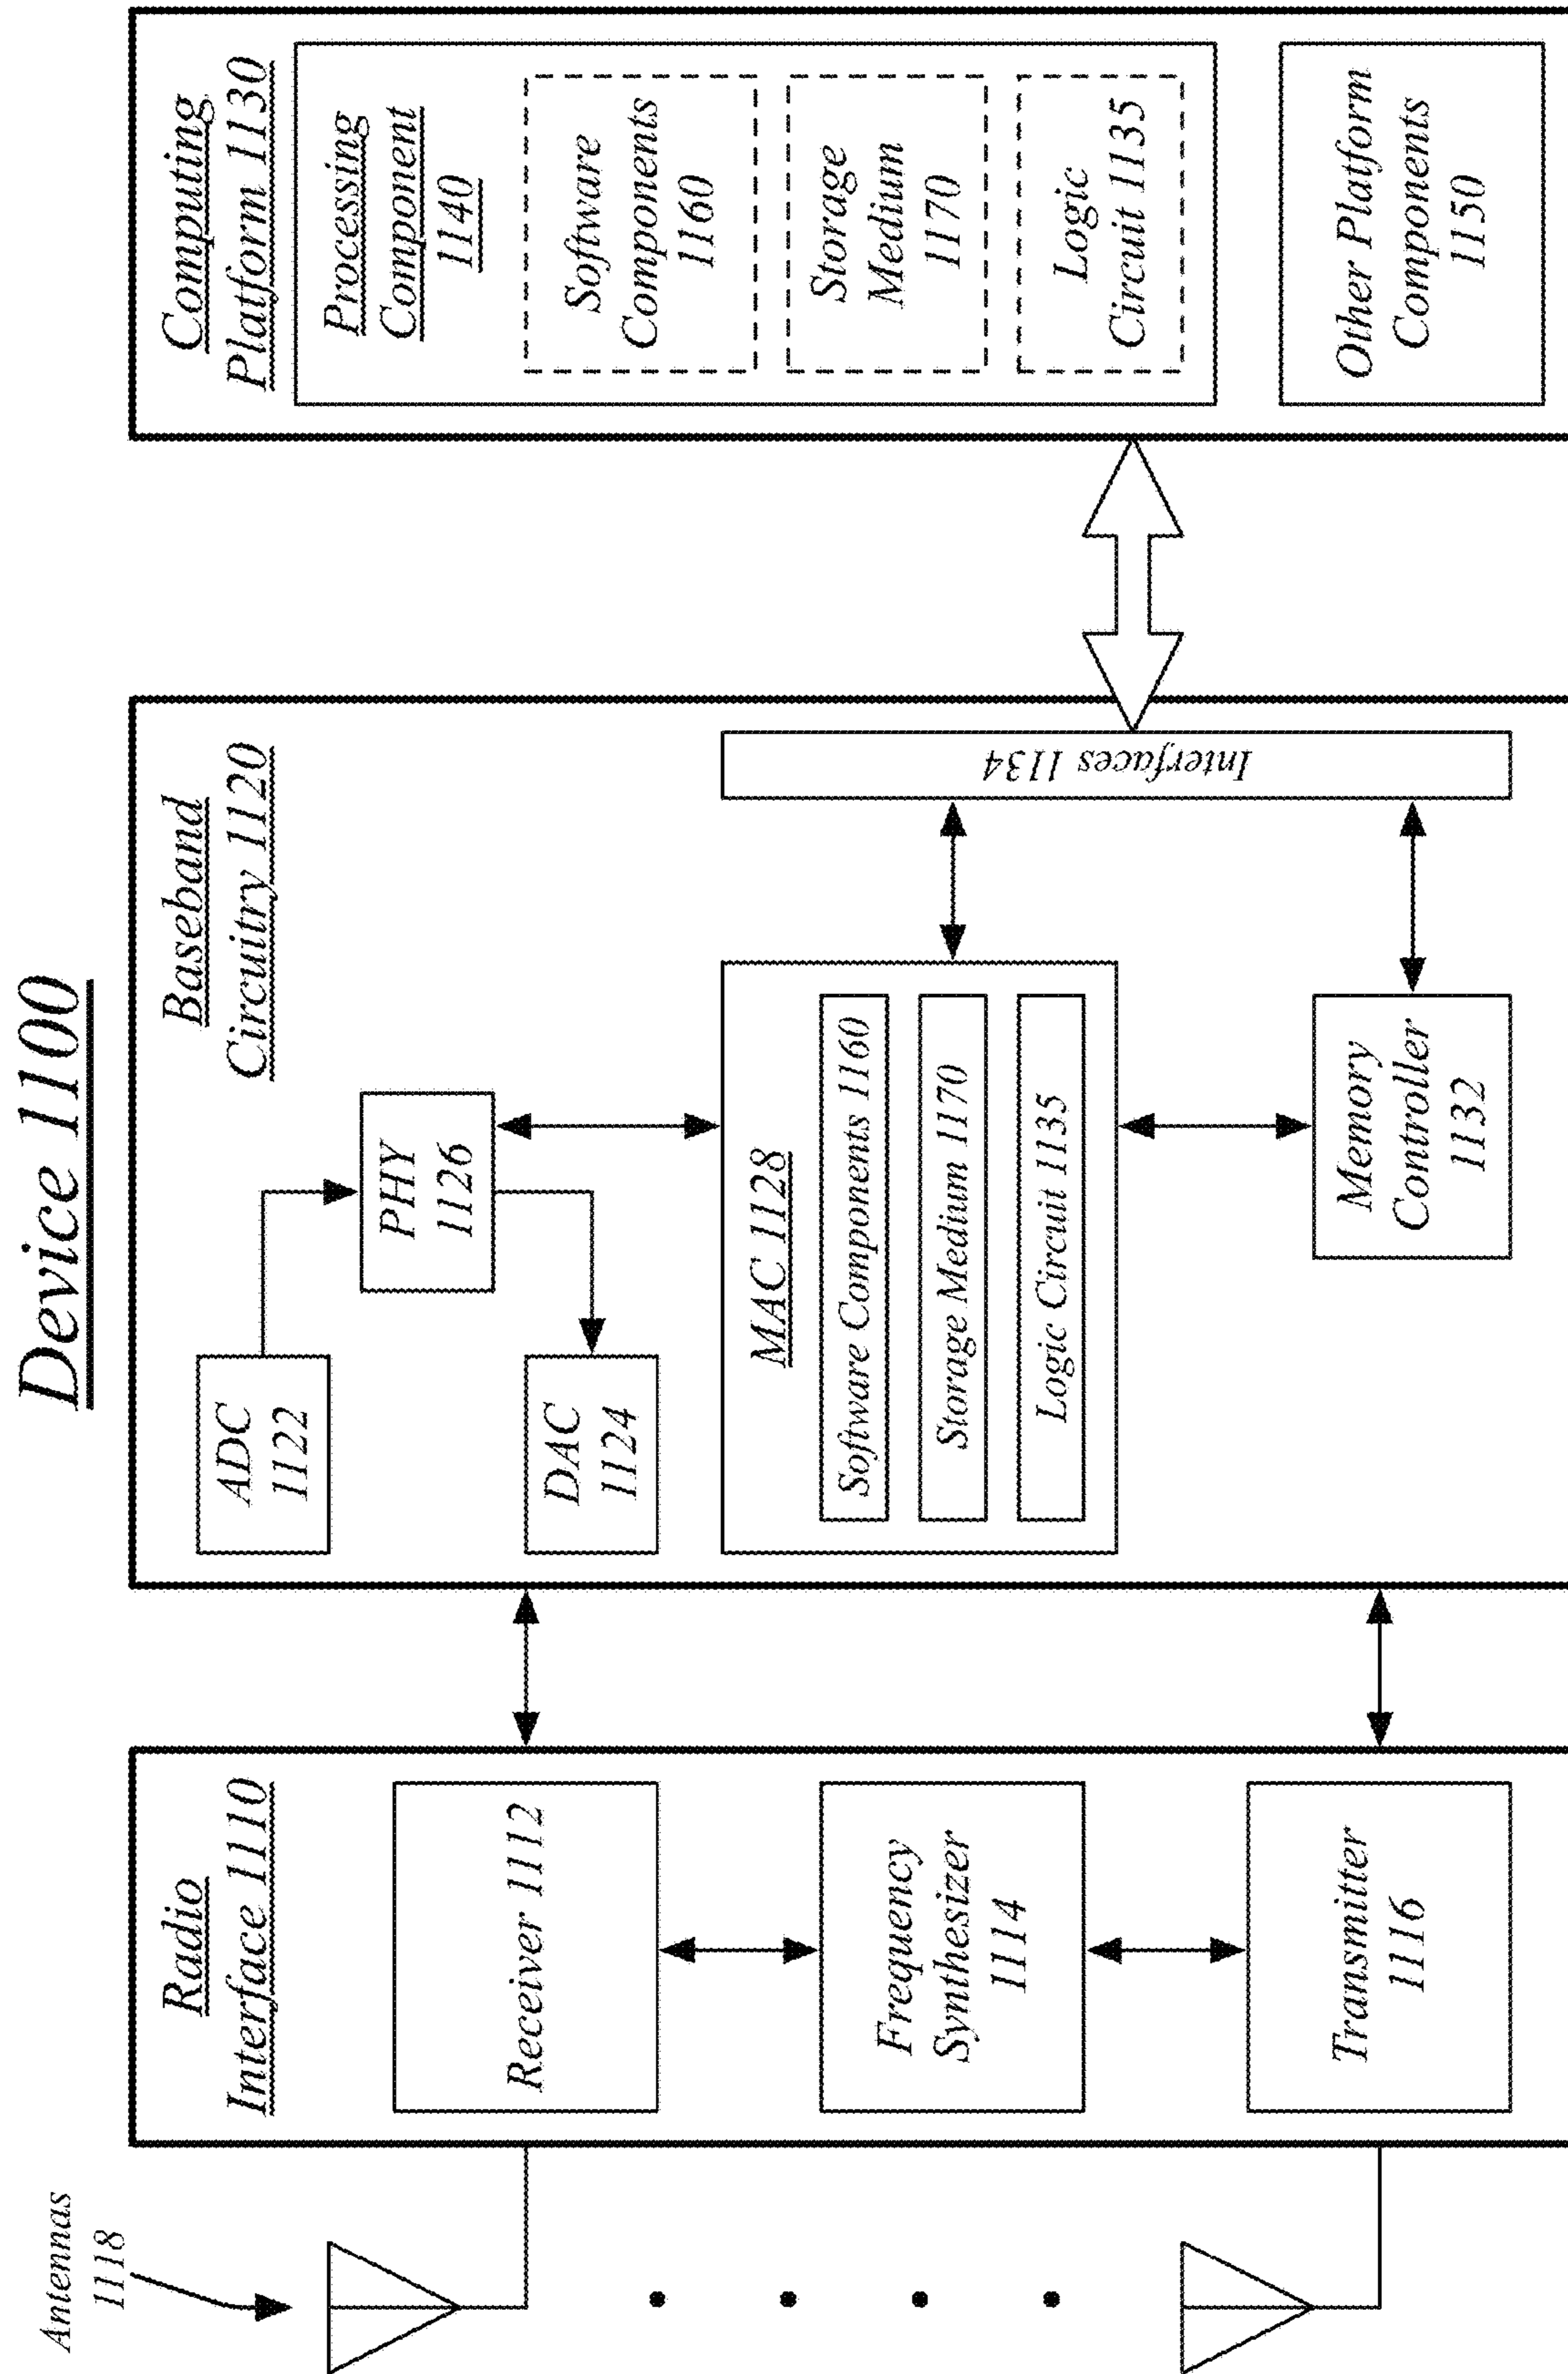 Device 1100
Antennas
1118
Radio
Interface 1110
Receiver 1112
Frequency
Synthesizer
1114
Transmitter
1116
Baseband
Circuitry 1120
ADC
1122
PHY
1126
DAC
1124
MAC 1128
Software Components 1160
Storage Medium 1170
Logic Circuit 1135
Memory
Controller
1132
Interfaces 1134
Computing
Platform 1130
Processing
Component
1140
Software
Components
1160
Storage
Medium
1170
Logic
Circuit 1135
Other Platform
Components
1150